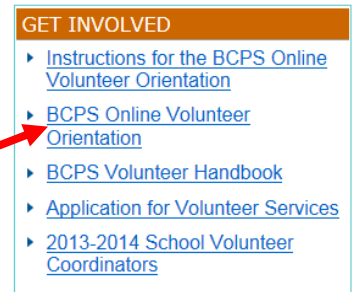 GET INVOLVED
Instructions for the BCPS Online
Volunteer Orientation
BCPS Online Volunteer
Orientation
BCPS Volunteer Handbook
Application for Volunteer Services
2013-2014 School Volunteer
Coordinators